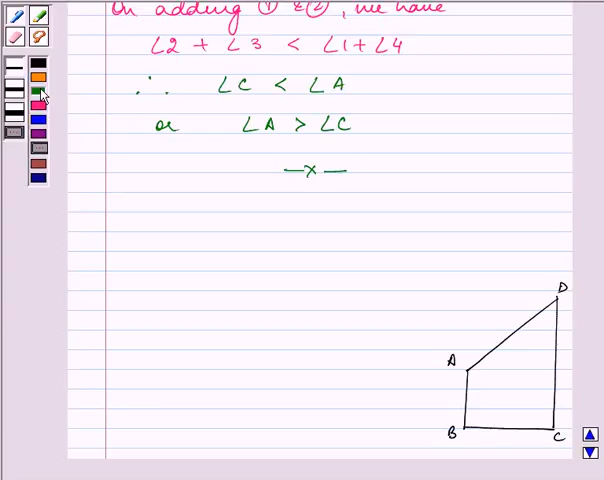 On adding ① & ②, we have
∠2 + ∠3 < ∠1 + ∠4
∴ ∠C < ∠A
or ∠A > ∠C
—x—
D
A
B
C